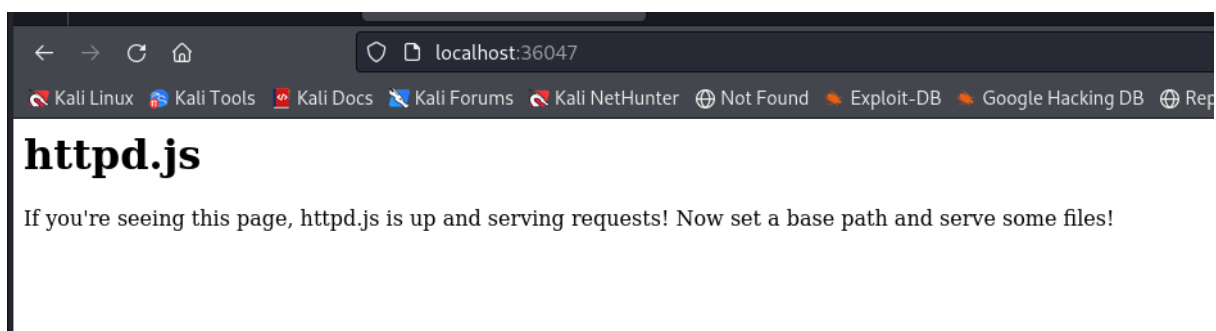 localhost:36047
Kali Linux Kali Tools Kali Docs Kali Forums Kali NetHunter Not Found Exploit-DB Google Hacking DB Rep
httpd.js
If you're seeing this page, httpd.js is up and serving requests! Now set a base path and serve some files!